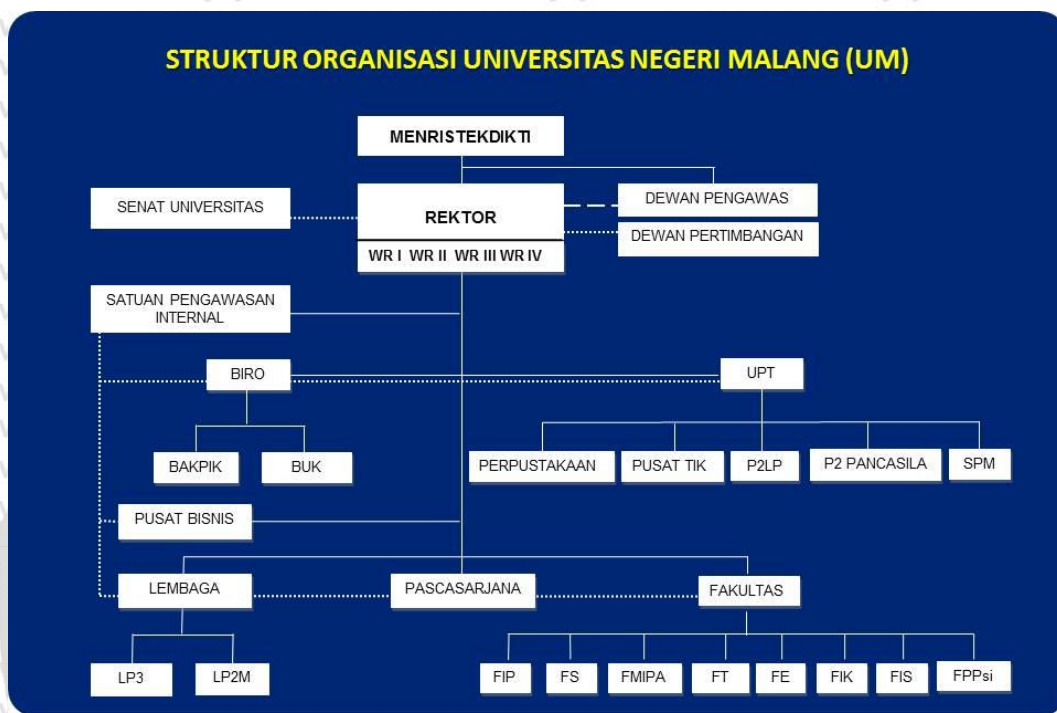 STRUKTUR ORGANISASI UNIVERSITAS NEGERI MALANG (UM)
MENRISTEKDIKTI
SENAT UNIVERSITAS
REKTOR
DEWAN PENGAWAS
DEWAN PERTIMBANGAN
WR I WR II WR III WR IV
SATUAN PENGAWASAN
INTERNAL
BIRO
UPT
BAKPIK
BUK
PERPUSTAKAAN
PUSAT TIK
P2LP
P2 PANCASILA
SPM
PUSAT BISNIS
LEMBAGA
PASCASARJANA
FAKULTAS
LP3
LP2M
FIP
FS
FMIPA
FT
FE
FIK
FIS
FPPsi